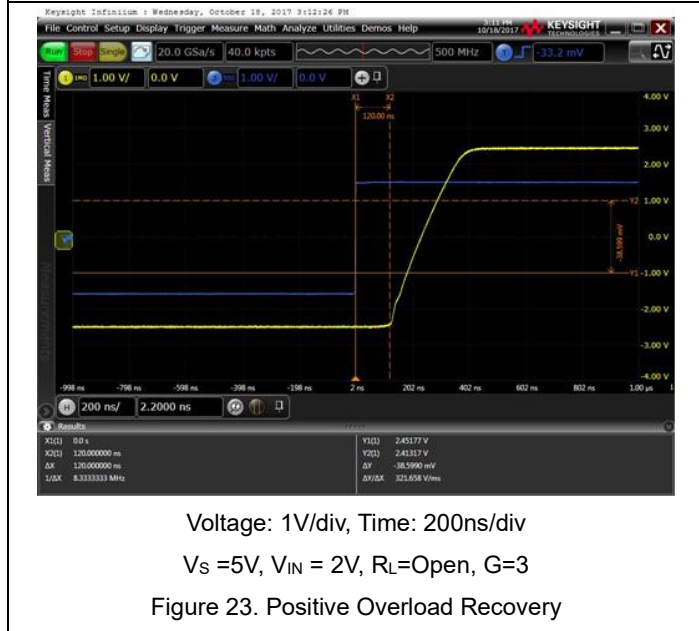 Keysight Infiniium : Wednesday, October 18, 2017 3:12:26 PM
File Control Setup Display Trigger Measure Math Analyze Utilities Demos Help
3:11 PM
10/18/2017
KEYSIGHT
TECHNOLOGIES
Run Stop Single 20.0 GSa/s 40.0 kpts 500 MHz T -33.2 mV
1 1MΩ 1.00 V/ 0.0 V 3 1.00 V/ 0.0 V
Time Meas
Vertical Meas
Measurements
X1 X2
120.00 ns
4.00 V
3.00 V
2.00 V
Y2 1.00 V
0.0 V
-38.599 mV
Y1 -1.00 V
-2.00 V
-3.00 V
-4.00 V
-998 ns -798 ns -598 ns -398 ns -198 ns 2 ns 202 ns 402 ns 602 ns 802 ns 1.00 µs
H 200 ns/ 2.2000 ns
Results
X1(1) 0.0 s Y1(1) 2.45177 V
X2(1) 120.000000 ns Y2(1) 2.41317 V
ΔX 120.000000 ns ΔY -38.5990 mV
1/ΔX 8.3333333 MHz ΔY/ΔX 321.658 V/ms
Voltage: 1V/div, Time: 200ns/div
VS =5V, VIN = 2V, RL=Open, G=3
Figure 23. Positive Overload Recovery